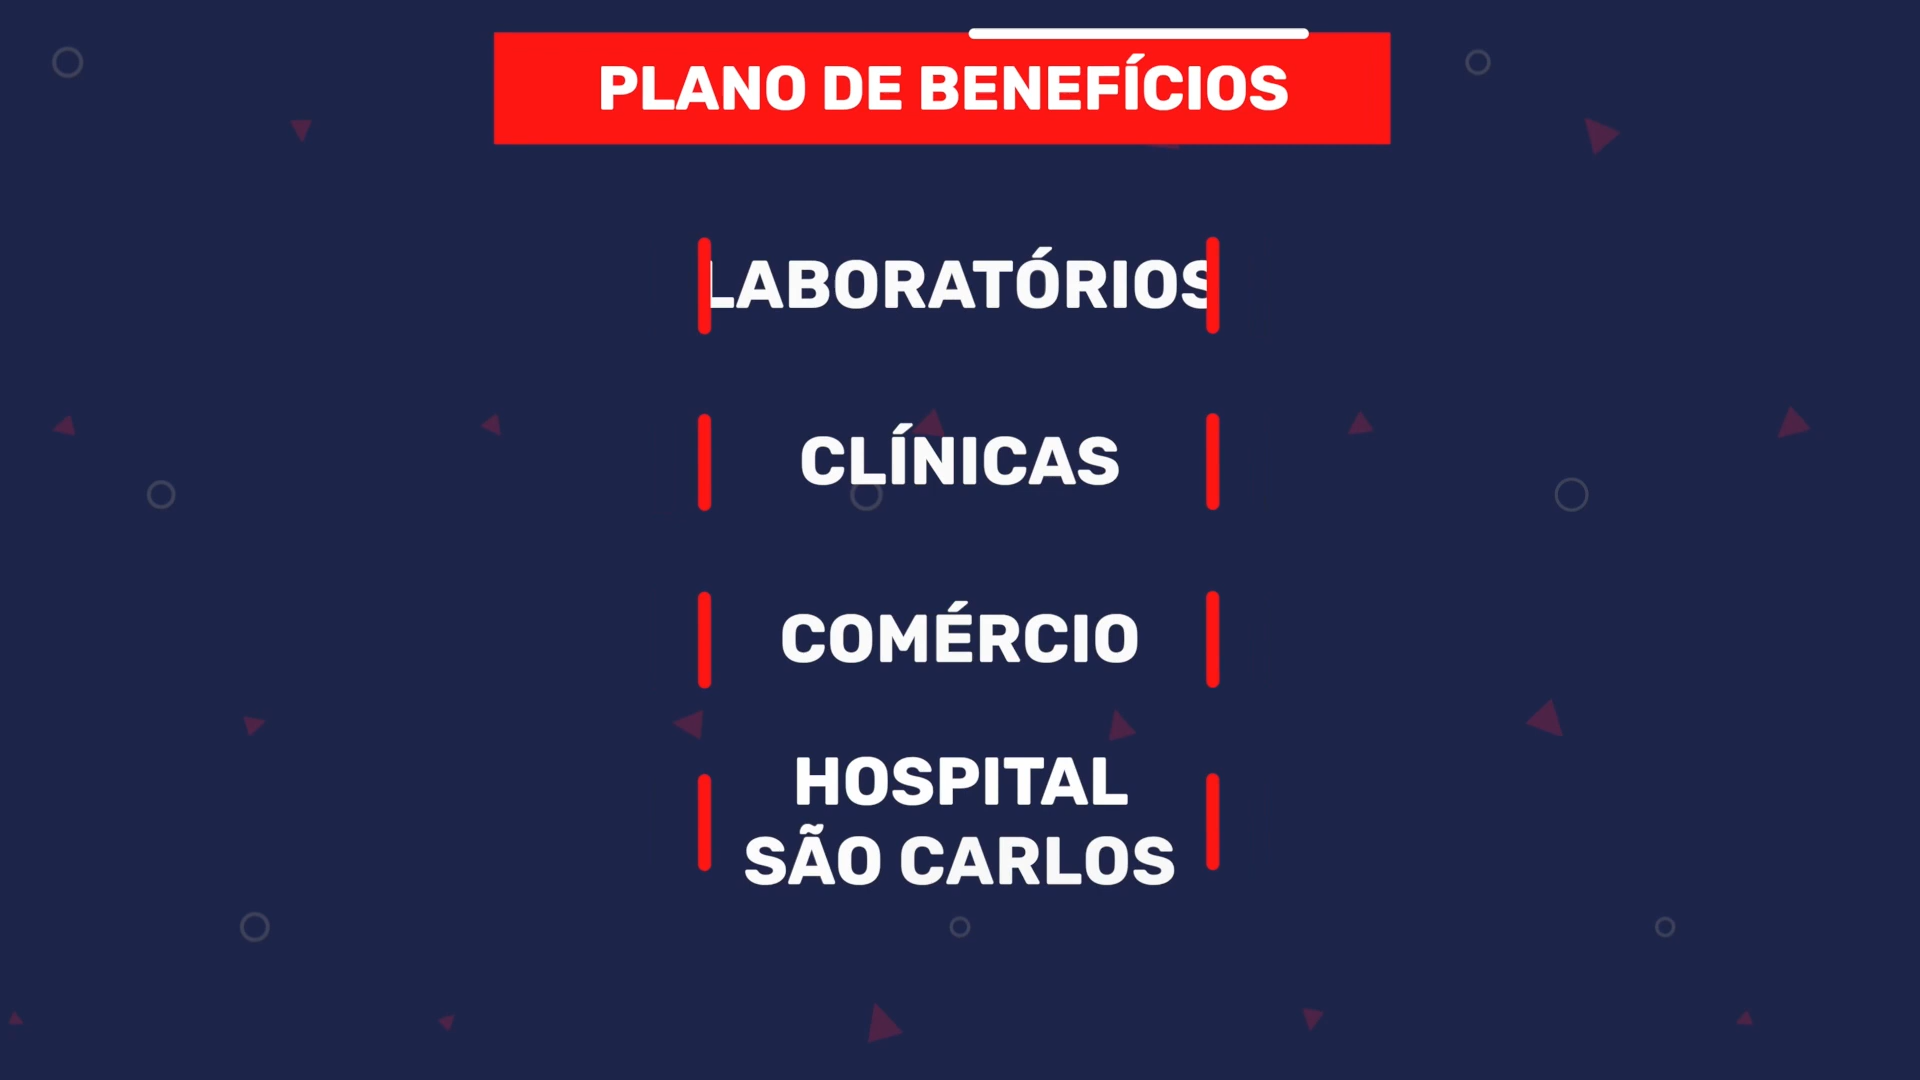 PLANO DE BENEFÍCIOS
LABORATÓRIOS
CLÍNICAS
COMÉRCIO
HOSPITAL
SÃO CARLOS